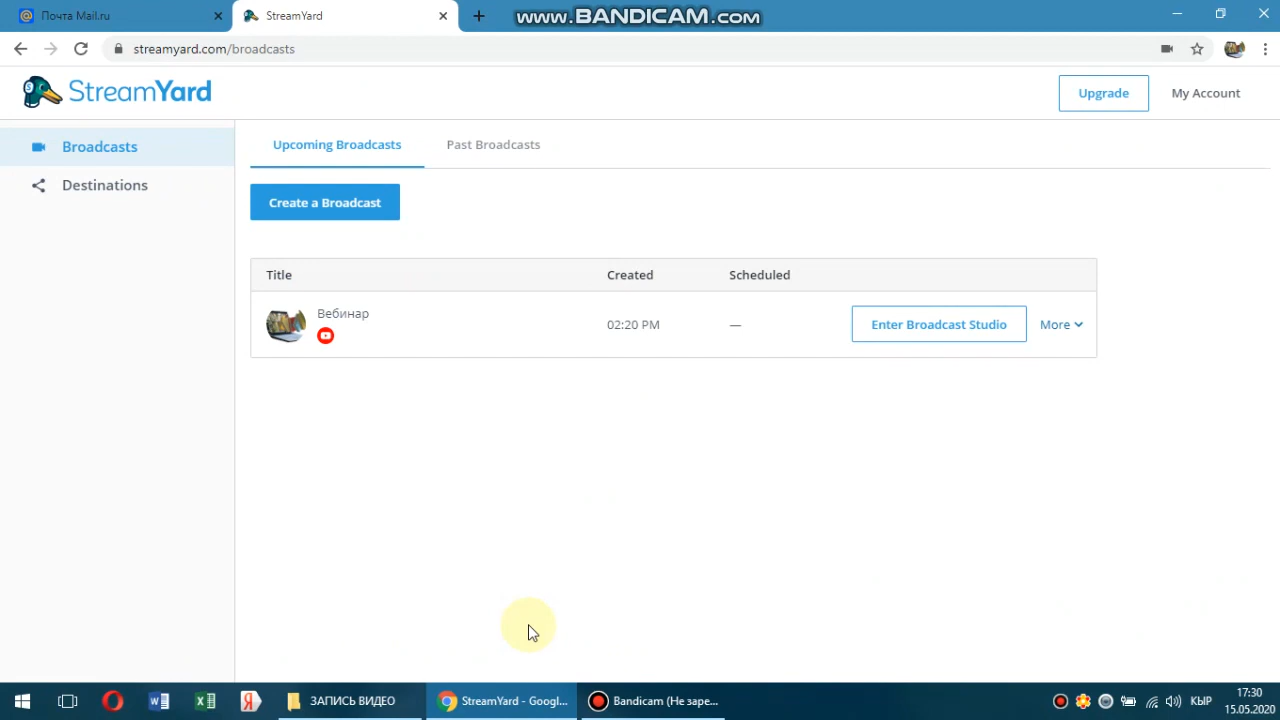 Почта Mail.ru
StreamYard
www.BANDICAM.com
streamyard.com/broadcasts
StreamYard
Upgrade
My Account
Broadcasts
Destinations
Upcoming Broadcasts
Past Broadcasts
Create a Broadcast
Title
Created
Scheduled
Вебинар
02:20 PM
—
Enter Broadcast Studio
More
ЗАПИСЬ ВИДЕО
StreamYard - Googl...
Bandicam (Не заре...
КЫР
17:30
15.05.2020